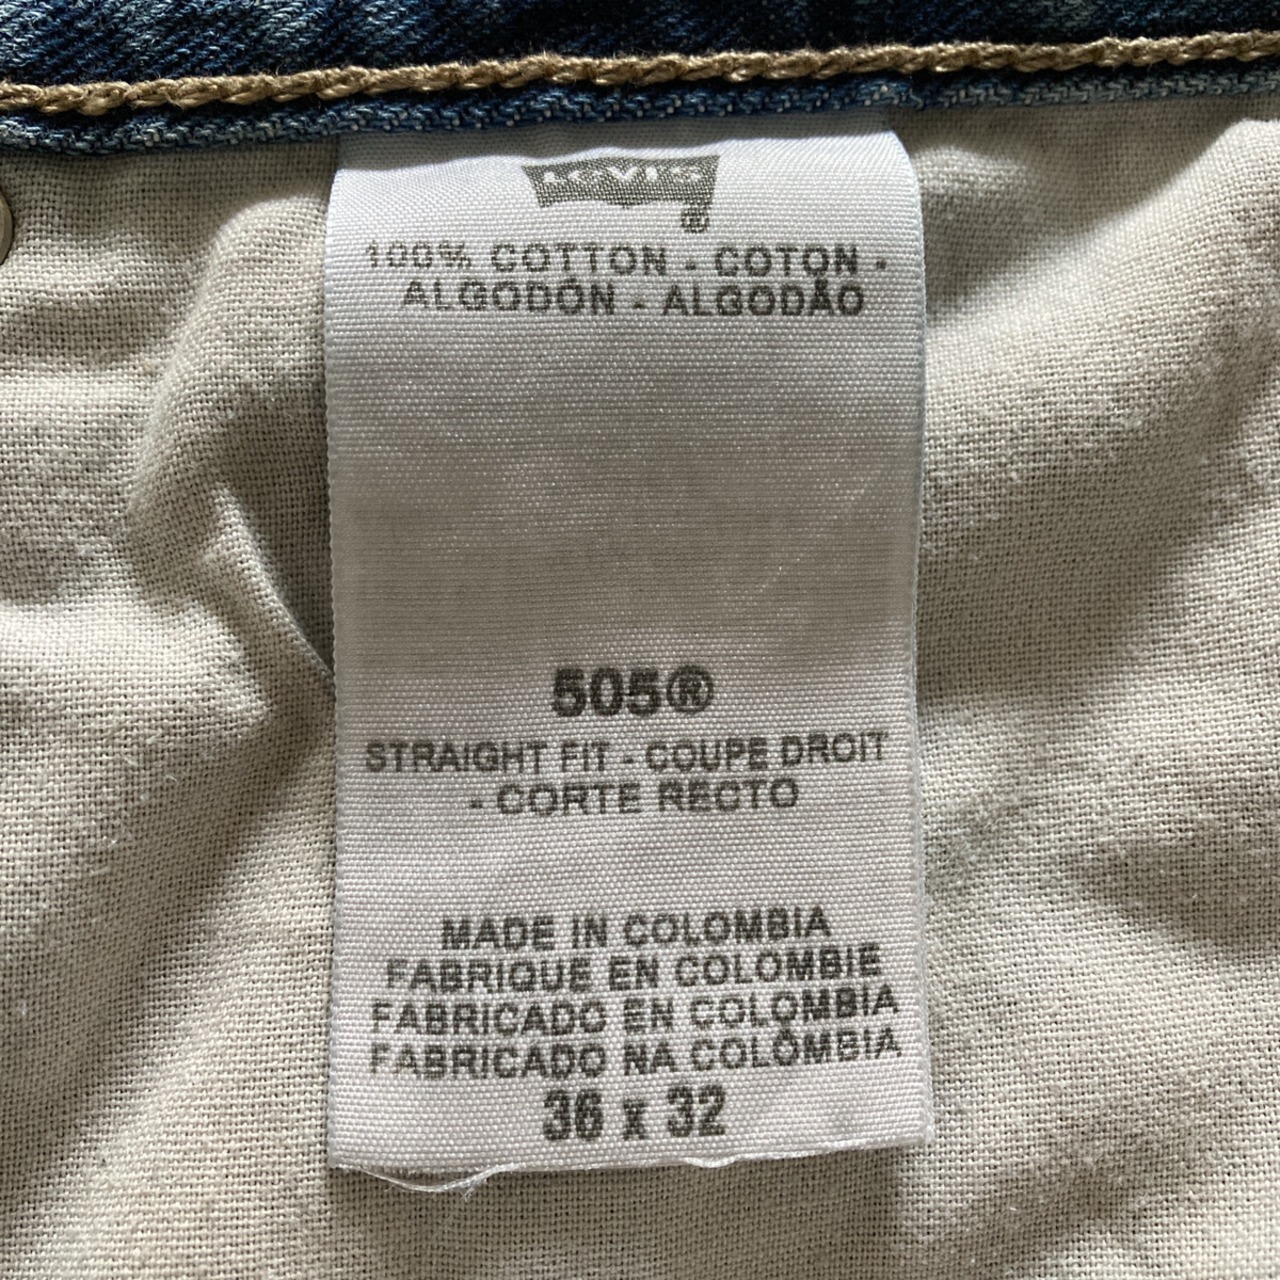 LEVI'S
®
100% COTTON - COTON -
ALGODÓN - ALGODÃO
505®
STRAIGHT FIT - COUPE DROIT
- CORTE RECTO
MADE IN COLOMBIA
FABRIQUE EN COLOMBIE
FABRICADO EN COLOMBIA
FABRICADO NA COLÔMBIA
36 x 32